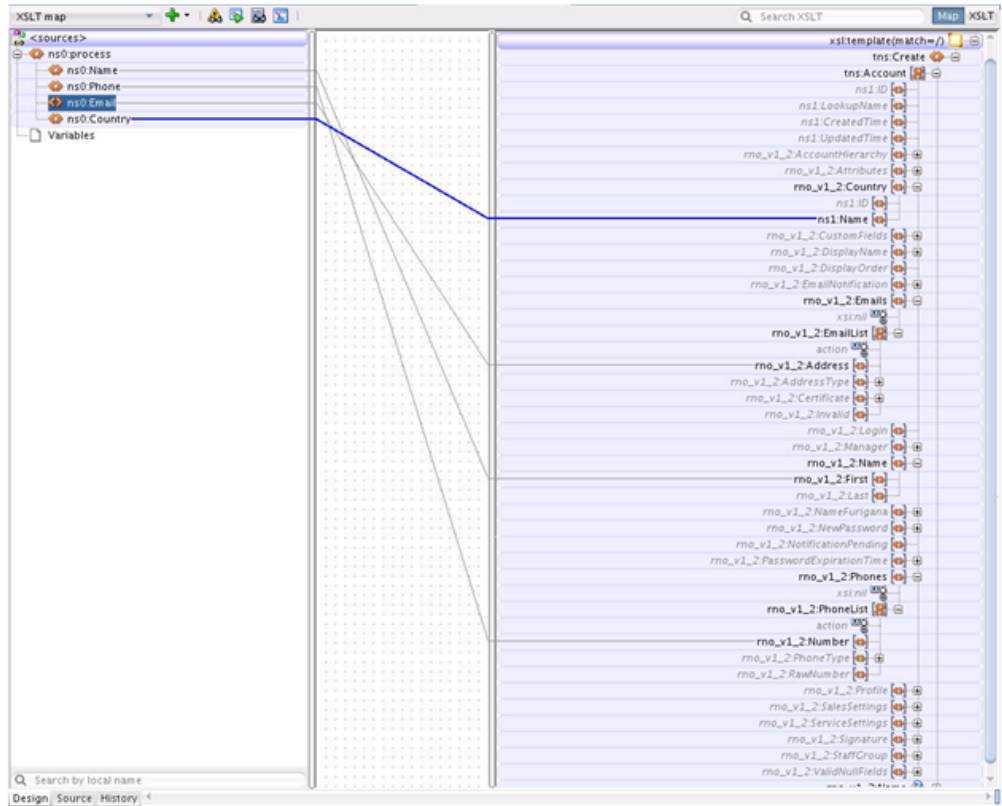 XSLT map
Search XSLT
Map
XSLT
<sources>
ns0:process
ns0:Name
ns0:Phone
ns0:Email
ns0:Country
Variables
xsl:template(match=/)
tns:Create
tns:Account
ns1:ID
ns1:LookupName
ns1:CreatedTime
ns1:UpdatedTime
rno_v1_2:AccountHierarchy
rno_v1_2:Attributes
rno_v1_2:Country
ns1:ID
ns1:Name
rno_v1_2:CustomFields
rno_v1_2:DisplayName
rno_v1_2:DisplayOrder
rno_v1_2:EmailNotification
rno_v1_2:Emails
xsi:nil
rno_v1_2:EmailList
action
rno_v1_2:Address
rno_v1_2:AddressType
rno_v1_2:Certificate
rno_v1_2:Invalid
rno_v1_2:Login
rno_v1_2:Manager
rno_v1_2:Name
rno_v1_2:First
rno_v1_2:Last
rno_v1_2:NameFurigana
rno_v1_2:NewPassword
rno_v1_2:NotificationPending
rno_v1_2:PasswordExpirationTime
rno_v1_2:Phones
xsi:nil
rno_v1_2:PhoneList
action
rno_v1_2:Number
rno_v1_2:PhoneType
rno_v1_2:RawNumber
rno_v1_2:Profile
rno_v1_2:SalesSettings
rno_v1_2:ServiceSettings
rno_v1_2:Signature
rno_v1_2:StaffGroup
rno_v1_2:ValidNullFields
Search by local name
Design Source History